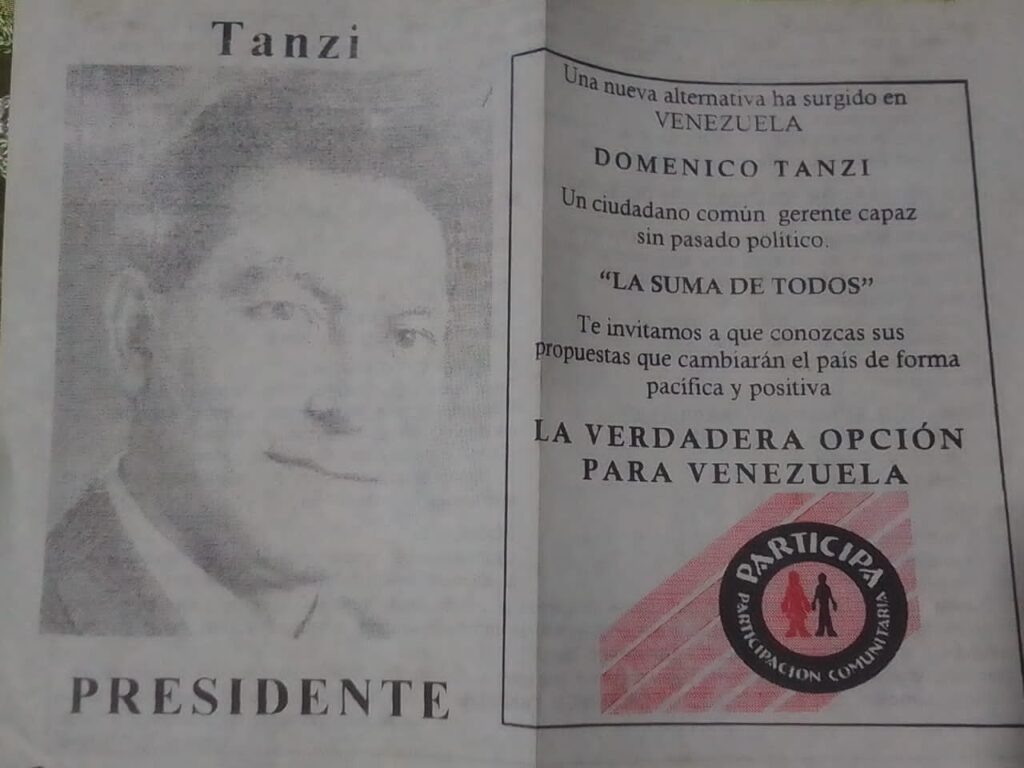 Tanzi
PRESIDENTE
Una nueva alternativa ha surgido en
VENEZUELA
DOMENICO TANZI
Un ciudadano común gerente capaz
sin pasado político.
“LA SUMA DE TODOS”
Te invitamos a que conozcas sus
propuestas que cambiarán el país de forma
pacífica y positiva
LA VERDADERA OPCIÓN
PARA VENEZUELA
PARTICIPA
PARTICIPACION COMUNITARIA